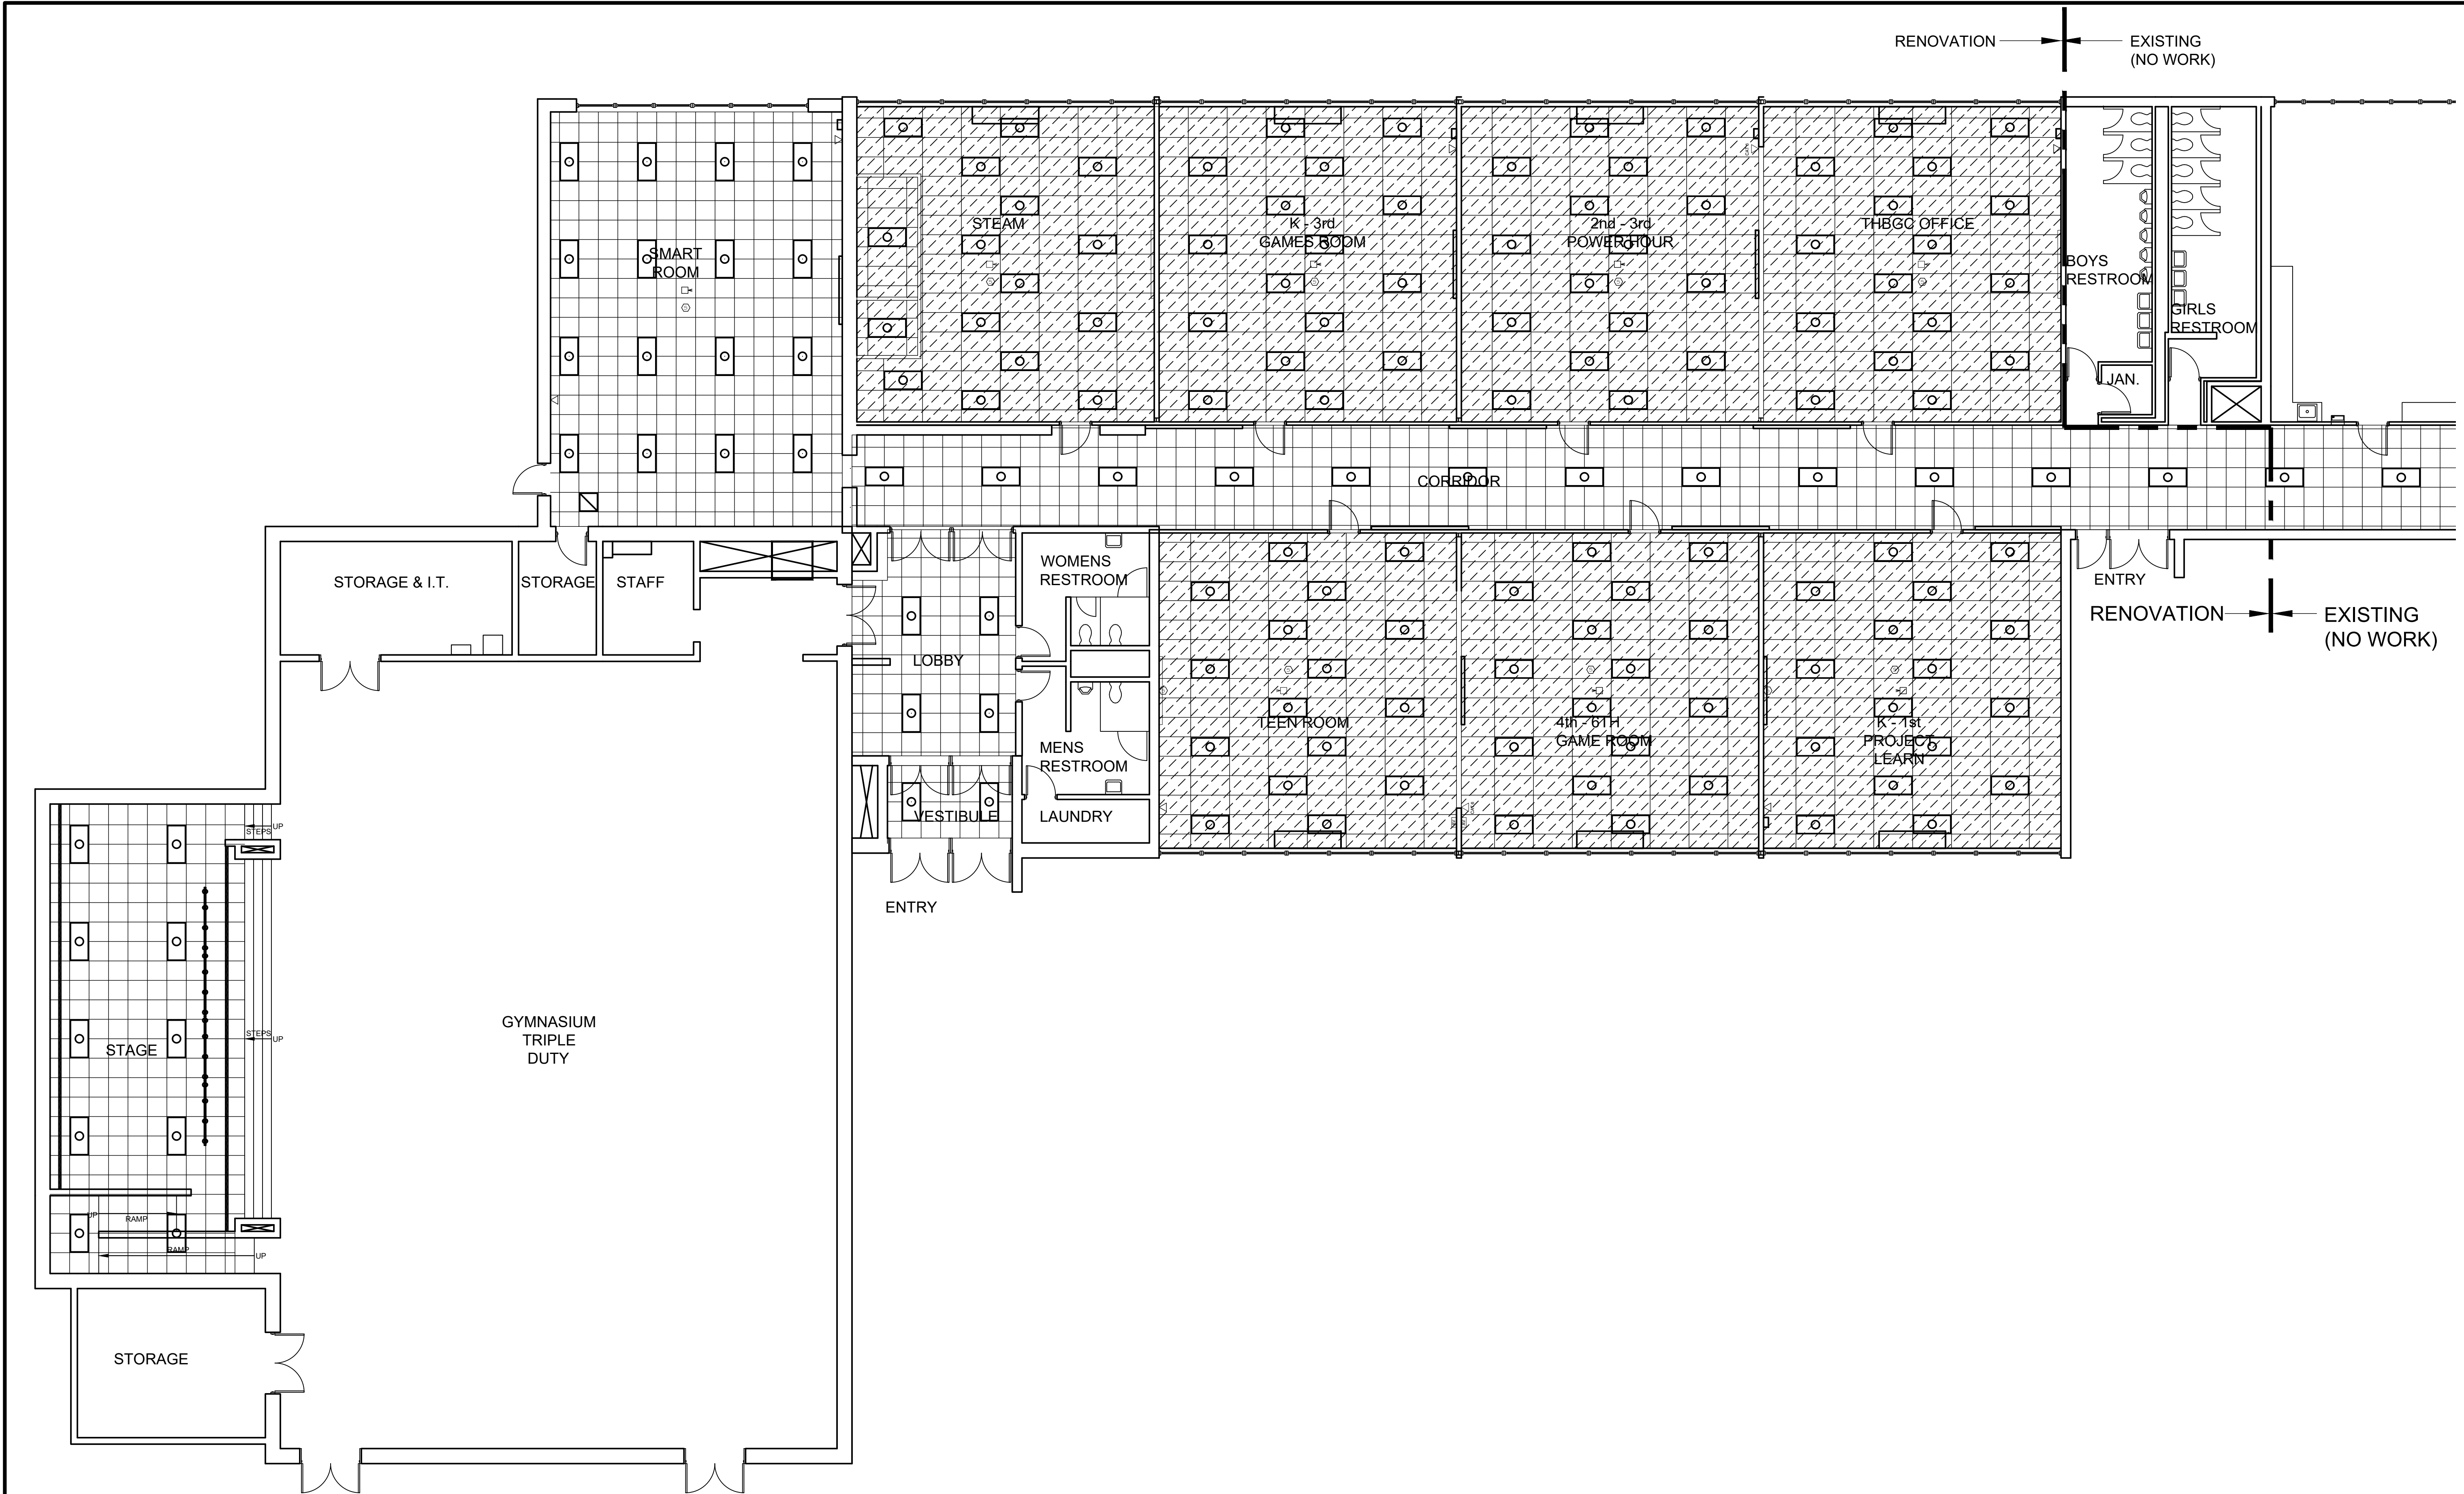 RENOVATION
EXISTING
(NO WORK)
STEAM
K - 3rd
GAMES ROOM
2nd - 3rd
POWER HOUR
THBGC OFFICE
SMART
ROOM
BOYS
RESTROOM
GIRLS
RESTROOM
JAN.
CORRIDOR
STORAGE & I.T.
STORAGE
STAFF
WOMENS
RESTROOM
ENTRY
RENOVATION
EXISTING
(NO WORK)
LOBBY
TEEN ROOM
4th - 6TH
GAME ROOM
K - 1st
PROJECT
LEARN
MENS
RESTROOM
VESTIBULE
LAUNDRY
ENTRY
UP
STEPS
STEPS
UP
GYMNASIUM
TRIPLE
DUTY
STAGE
UP
RAMP
RAMP
UP
STORAGE